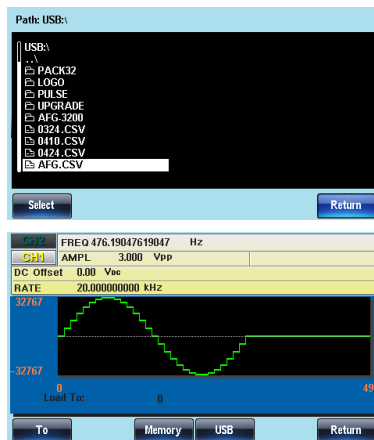 Path: USB:\
USB:\
..\
PACK32
LOGO
PULSE
UPGRADE
AFG-3200
0324.CSV
0410.CSV
0424.CSV
AFG.CSV
Select Return
CH2 FREQ 476.19047619047 Hz
CH1 AMPL 3.000 VPP
DC Offset 0.00 VDC
RATE 20.000000000 kHz
32767
-32767
0 49
Load To: 0
To Memory USB Return